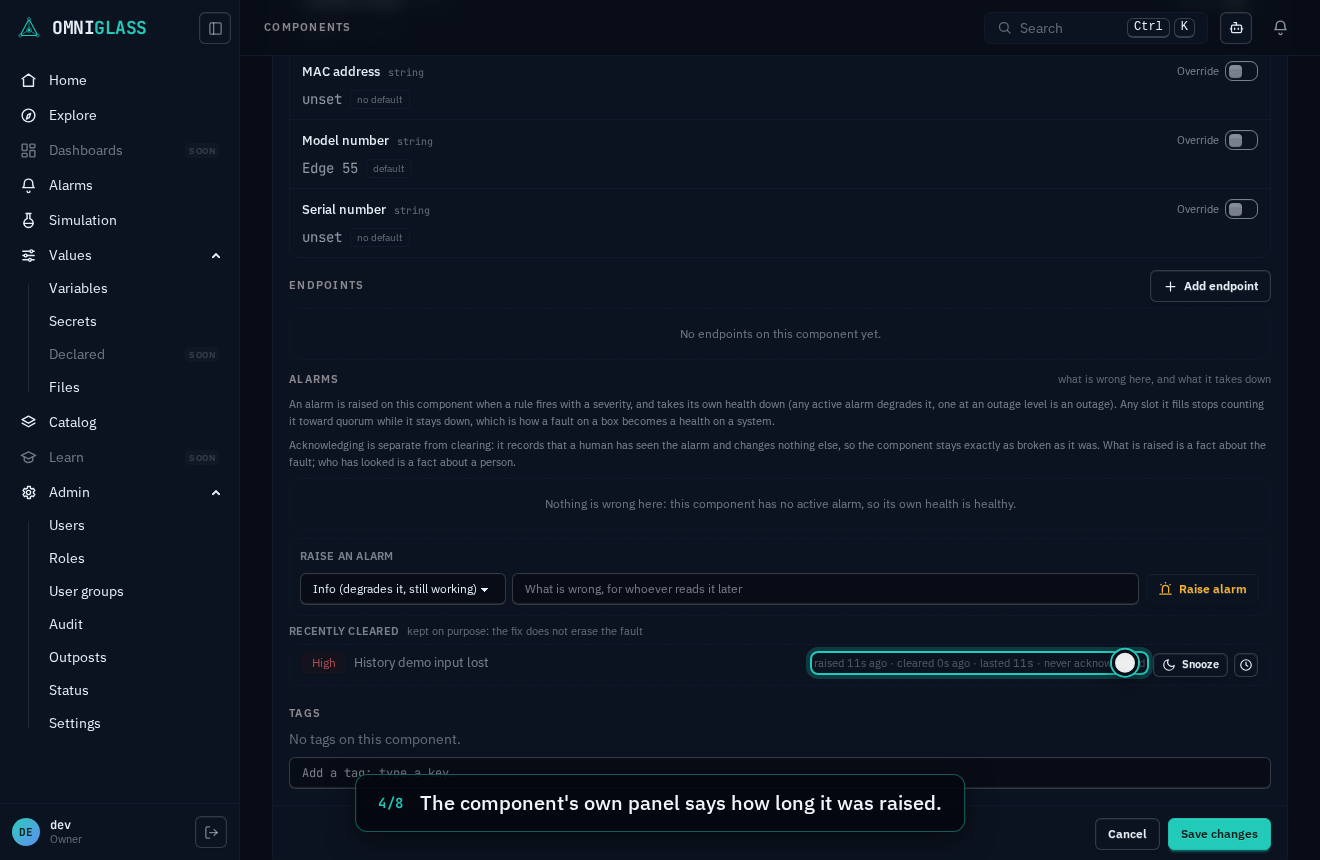 OMNIGLASS
COMPONENTS
Search Ctrl K
Home
Explore
Dashboards SOON
Alarms
Simulation
Values
Variables
Secrets
Declared SOON
Files
Catalog
Learn SOON
Admin
Users
Roles
User groups
Audit
Outposts
Status
Settings
DE dev
Owner
MAC address string Override
unset no default
Model number string Override
Edge 55 default
Serial number string Override
unset no default
ENDPOINTS Add endpoint
No endpoints on this component yet.
ALARMS what is wrong here, and what it takes down
An alarm is raised on this component when a rule fires with a severity, and takes its own health down (any active alarm degrades it, one at an outage level is an outage). Any slot it fills stops counting
it toward quorum while it stays down, which is how a fault on a box becomes a health on a system.
Acknowledging is separate from clearing: it records that a human has seen the alarm and changes nothing else, so the component stays exactly as broken as it was. What is raised is a fact about the
fault; who has looked is a fact about a person.
Nothing is wrong here: this component has no active alarm, so its own health is healthy.
RAISE AN ALARM
Info (degrades it, still working) What is wrong, for whoever reads it later Raise alarm
RECENTLY CLEARED kept on purpose: the fix does not erase the fault
High History demo input lost raised 11s ago · cleared 0s ago · lasted 11s · never Snooze
TAGS
No tags on this component.
Add a tag: type a key
4/8 The component's own panel says how long it was raised.
Cancel Save changes